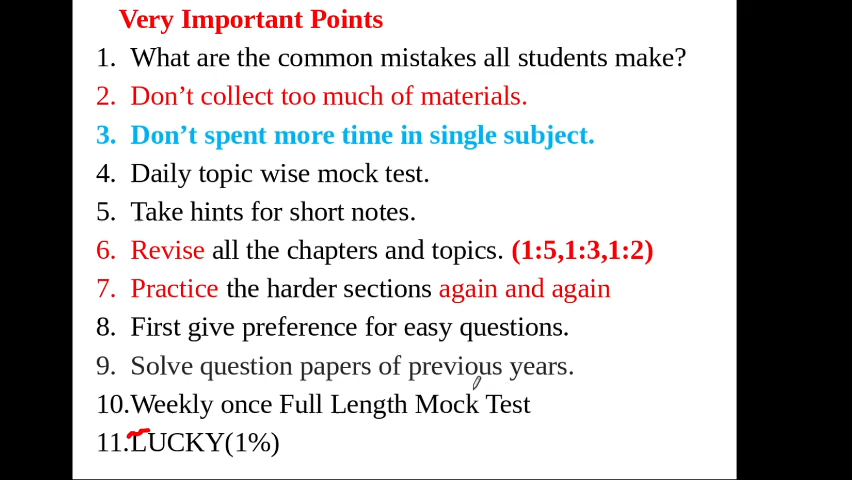 Very Important Points
1. What are the common mistakes all students make?
2. Don’t collect too much of materials.
3. Don’t spent more time in single subject.
4. Daily topic wise mock test.
5. Take hints for short notes.
6. Revise all the chapters and topics. (1:5,1:3,1:2)
7. Practice the harder sections again and again
8. First give preference for easy questions.
9. Solve question papers of previous years.
10.Weekly once Full Length Mock Test
11.LUCKY(1%)